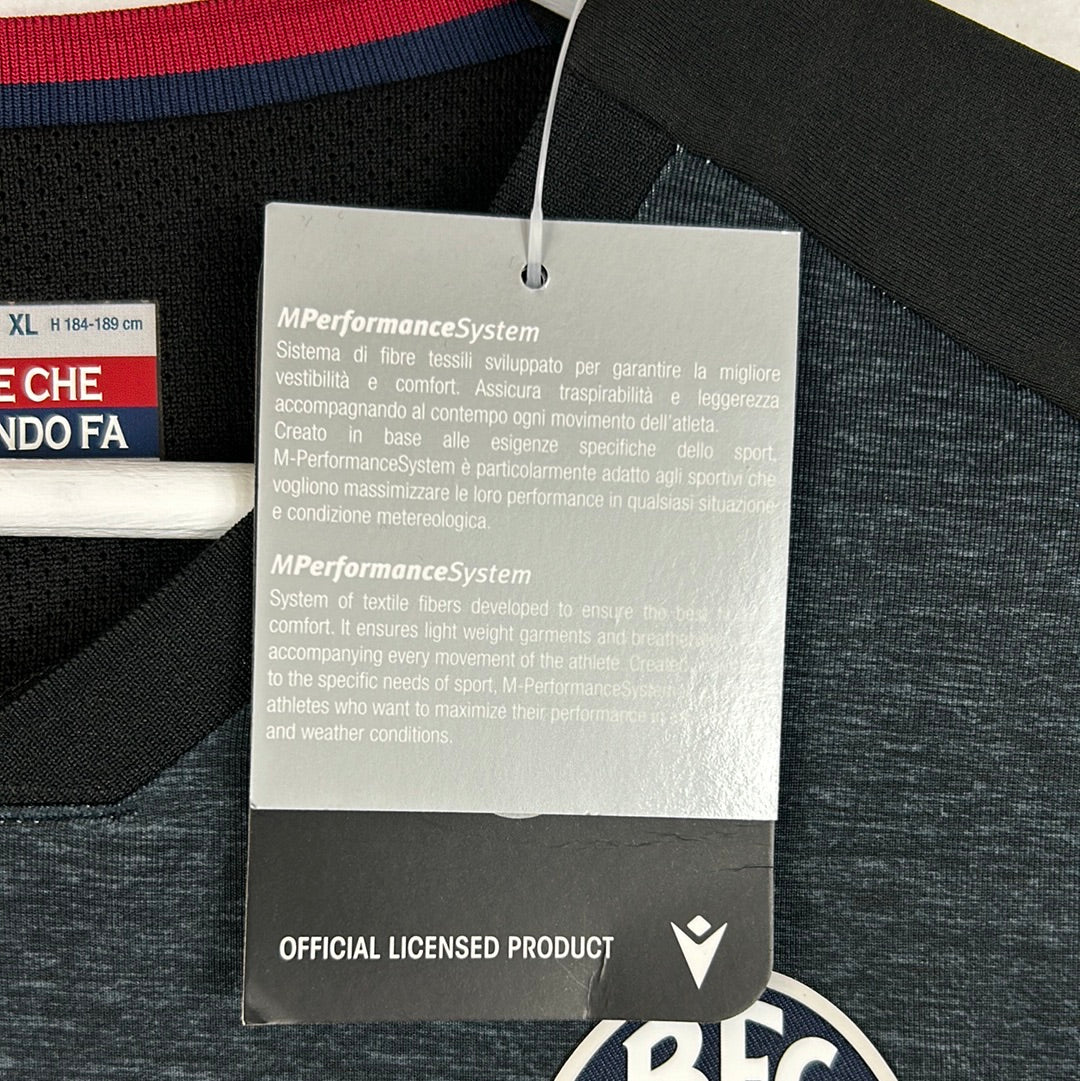 XL H 184-189 cm
E CHE
NDO FA
MPerformanceSystem
Sistema di fibre tessili sviluppato per garantire la migliore
vestibilità e comfort. Assicura traspirabilità e leggerezza
accompagnando al contempo ogni movimento dell'atleta.
Creato in base alle esigenze specifiche dello sport,
M-PerformanceSystem è particolarmente adatto agli sportivi che
vogliono massimizzare le loro performance in qualsiasi situazione
e condizione metereologica.
MPerformanceSystem
System of textile fibers developed to ensure the best
comfort. It ensures light weight garments and
accompanying every movement of the athlete. Created
to the specific needs of sport, M-PerformanceSystem
athletes who want to maximize their performance in
and weather conditions.
OFFICIAL LICENSED PRODUCT
BFC